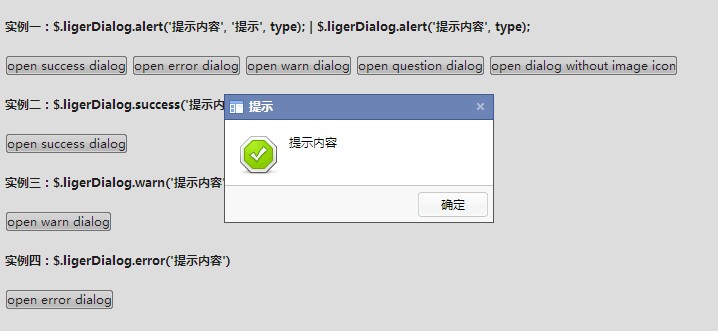 实例一：$.ligerDialog.alert('提示内容', '提示', type); | $.ligerDialog.alert('提示内容', type);
open success dialog open error dialog open warn dialog open question dialog open dialog without image icon
实例二：$.ligerDialog.success('提示内
提示
open success dialog
提示内容
实例三：$.ligerDialog.warn('提示内容'
确定
open warn dialog
实例四：$.ligerDialog.error('提示内容')
open error dialog